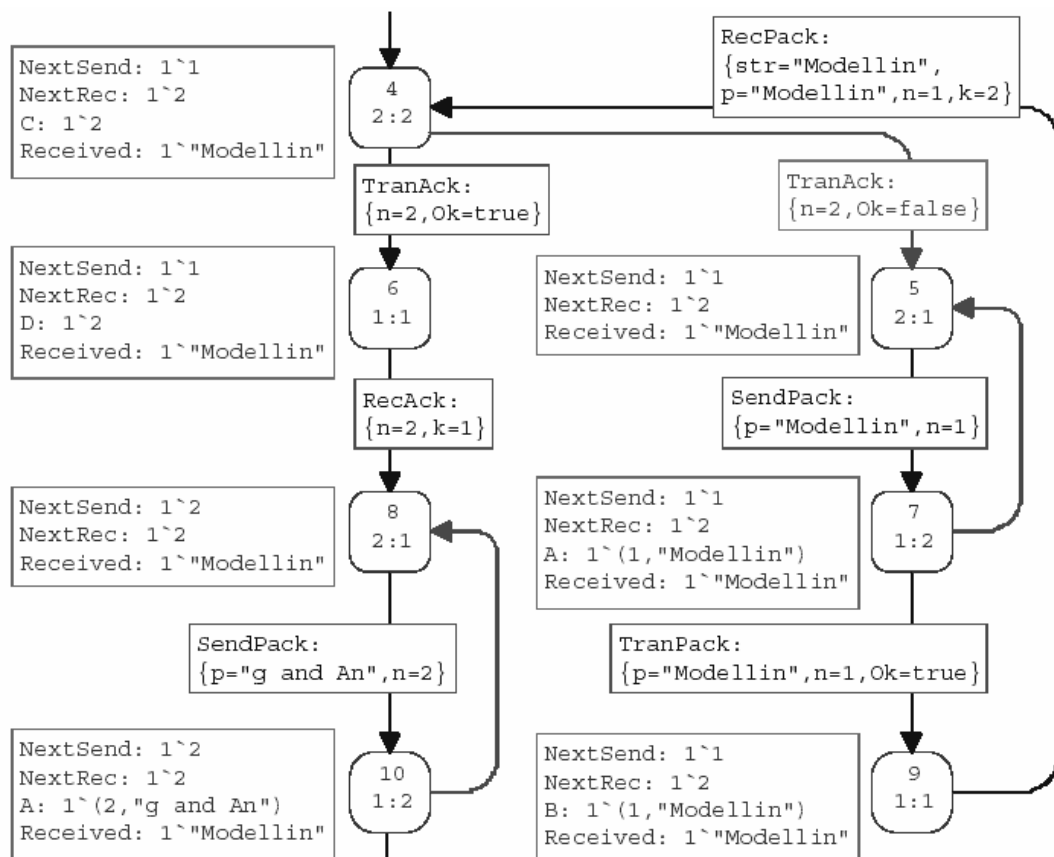 RecPack:
{str="Modellin",
p="Modellin",n=1,k=2}
NextSend: 1`1
NextRec: 1`2
C: 1`2
Received: 1`"Modellin"
4
2:2
TranAck:
{n=2,Ok=true}
TranAck:
{n=2,Ok=false}
NextSend: 1`1
NextRec: 1`2
D: 1`2
Received: 1`"Modellin"
6
1:1
NextSend: 1`1
NextRec: 1`2
Received: 1`"Modellin"
5
2:1
RecAck:
{n=2,k=1}
SendPack:
{p="Modellin",n=1}
NextSend: 1`2
NextRec: 1`2
Received: 1`"Modellin"
8
2:1
NextSend: 1`1
NextRec: 1`2
A: 1`(1,"Modellin")
Received: 1`"Modellin"
7
1:2
SendPack:
{p="g and An",n=2}
TranPack:
{p="Modellin",n=1,Ok=true}
NextSend: 1`2
NextRec: 1`2
A: 1`(2,"g and An")
Received: 1`"Modellin"
10
1:2
NextSend: 1`1
NextRec: 1`2
B: 1`(1,"Modellin")
Received: 1`"Modellin"
9
1:1